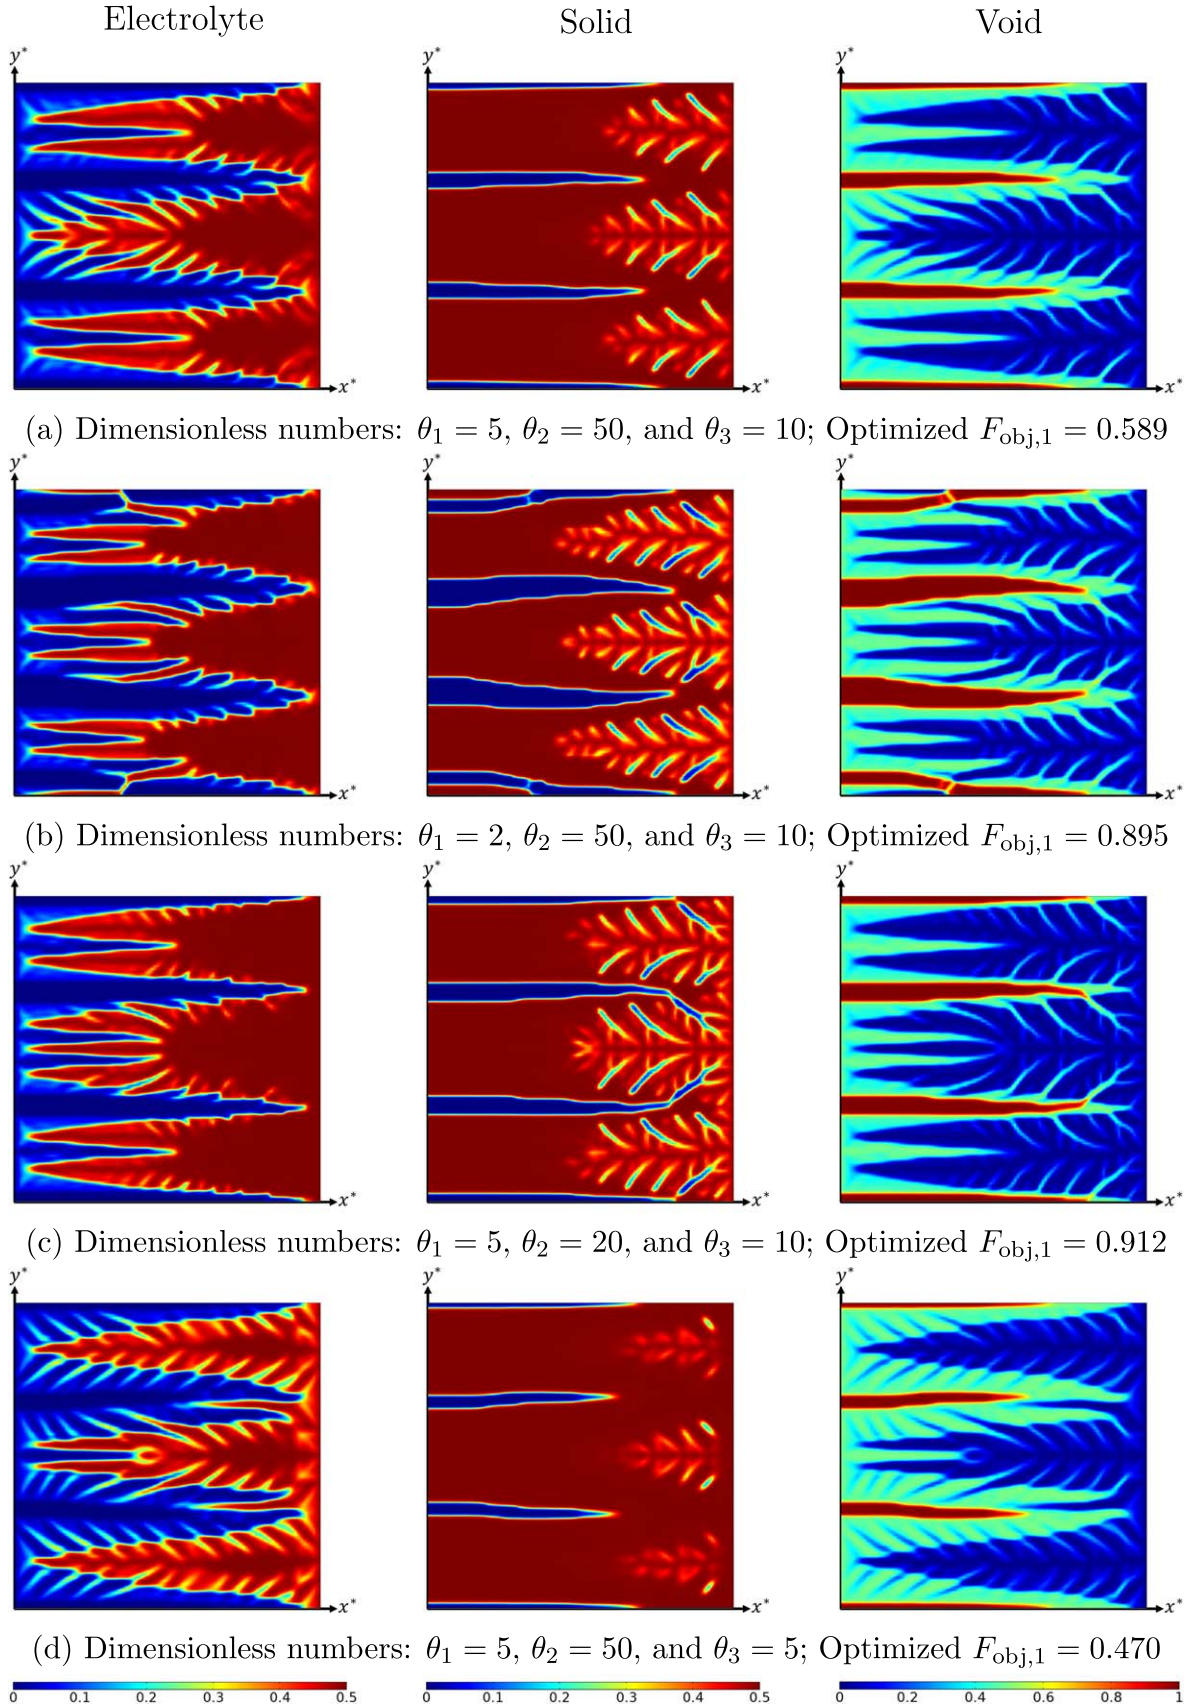 Electrolyte Solid Void
y* y* y*
x* x* x*
(a) Dimensionless numbers: θ₁ = 5, θ₂ = 50, and θ₃ = 10; Optimized F_obj,1 = 0.589
y* y* y*
x* x* x*
(b) Dimensionless numbers: θ₁ = 2, θ₂ = 50, and θ₃ = 10; Optimized F_obj,1 = 0.895
y* y* y*
x* x* x*
(c) Dimensionless numbers: θ₁ = 5, θ₂ = 20, and θ₃ = 10; Optimized F_obj,1 = 0.912
y* y* y*
x* x* x*
(d) Dimensionless numbers: θ₁ = 5, θ₂ = 50, and θ₃ = 5; Optimized F_obj,1 = 0.470
0 0.1 0.2 0.3 0.4 0.5 0 0.1 0.2 0.3 0.4 0.5 0 0.2 0.4 0.6 0.8 1